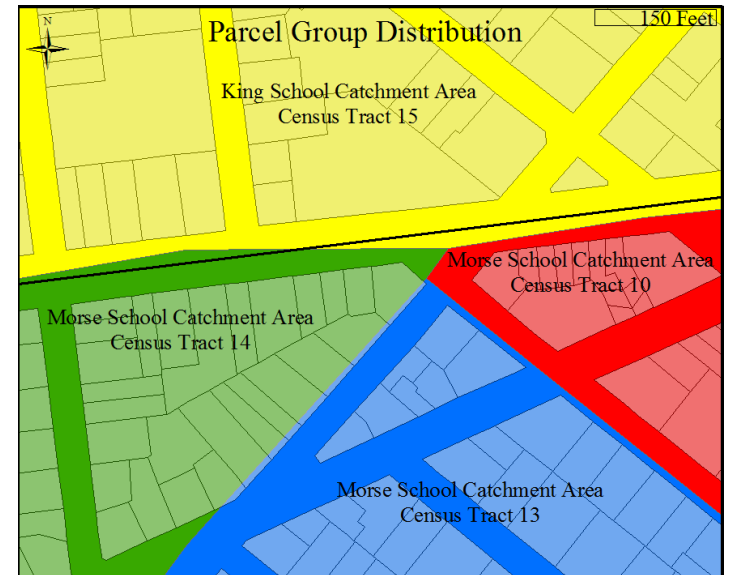 N
Parcel Group Distribution
150 Feet
King School Catchment Area
Census Tract 15
Morse School Catchment Area
Census Tract 10
Morse School Catchment Area
Census Tract 14
Morse School Catchment Area
Census Tract 13